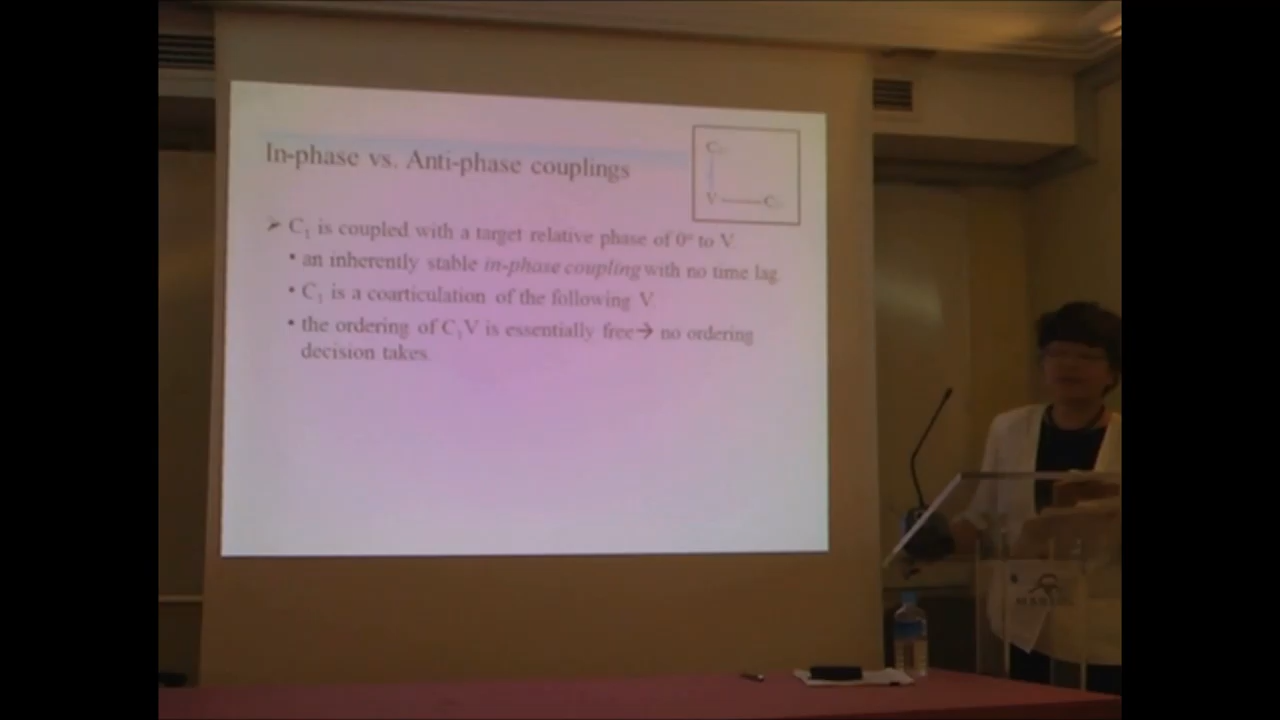 In-phase vs. Anti-phase couplings
C
V C
➢ C₁ is coupled with a target relative phase of 0° to V
• an inherently stable in-phase coupling with no time lag
• C₁ is a coarticulation of the following V
• the ordering of C₁V is essentially free→ no ordering
decision takes